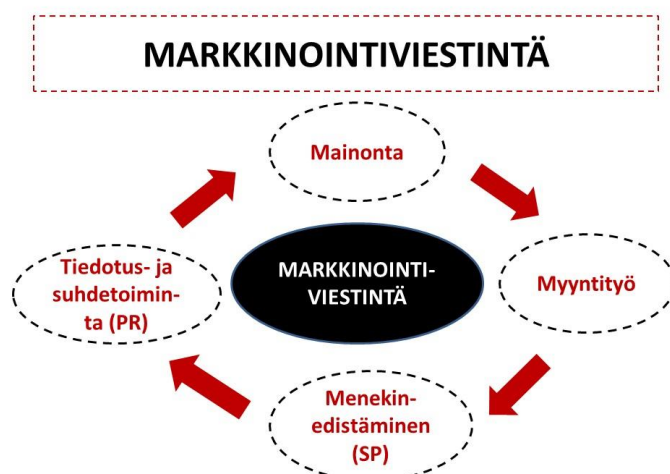 MARKKINOINTIVIESTINTÄ
Mainonta
MARKKINOINTI-
VIESTINTÄ
Myyntityö
Tiedotus- ja
suhdetoimin-
ta (PR)
Menekin-
edistäminen
(SP)